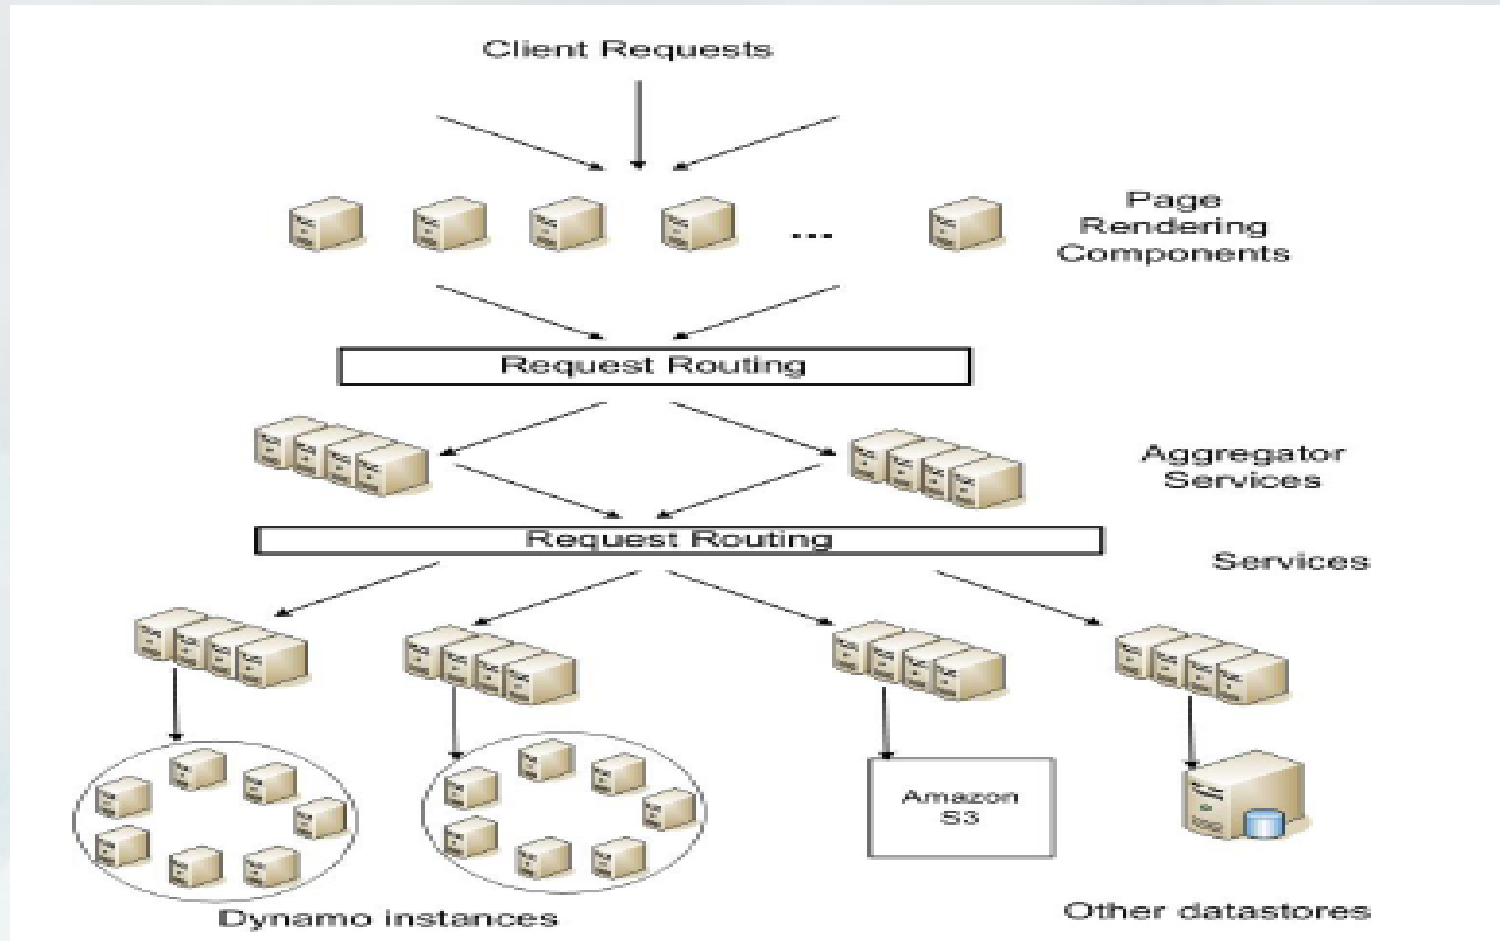 Client Requests
Page
Rendering
Components
...
Request Routing
Aggregator
Services
Request Routing
Services
Amazon
S3
Dynamo instances
Other datastores